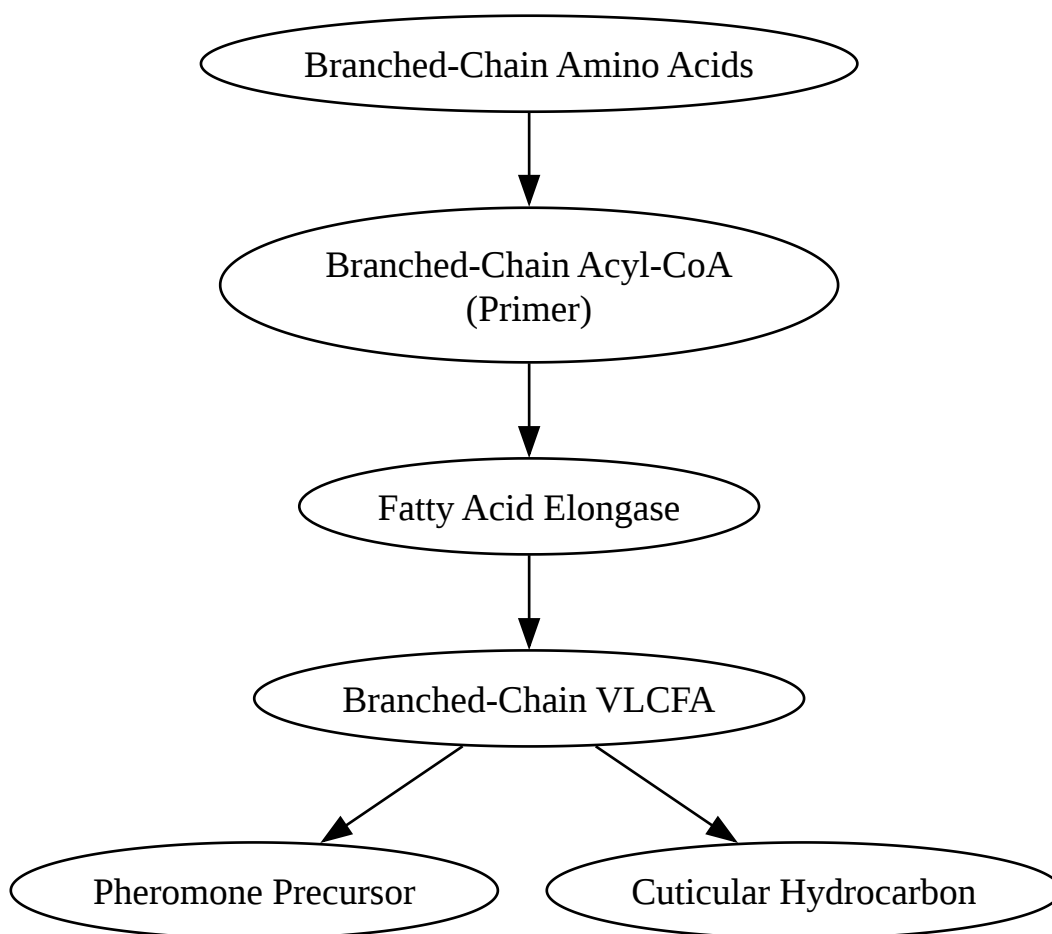 Branched-Chain Amino Acids
Branched-Chain Acyl-CoA
(Primer)
Fatty Acid Elongase
Branched-Chain VLCFA
Pheromone Precursor
Cuticular Hydrocarbon